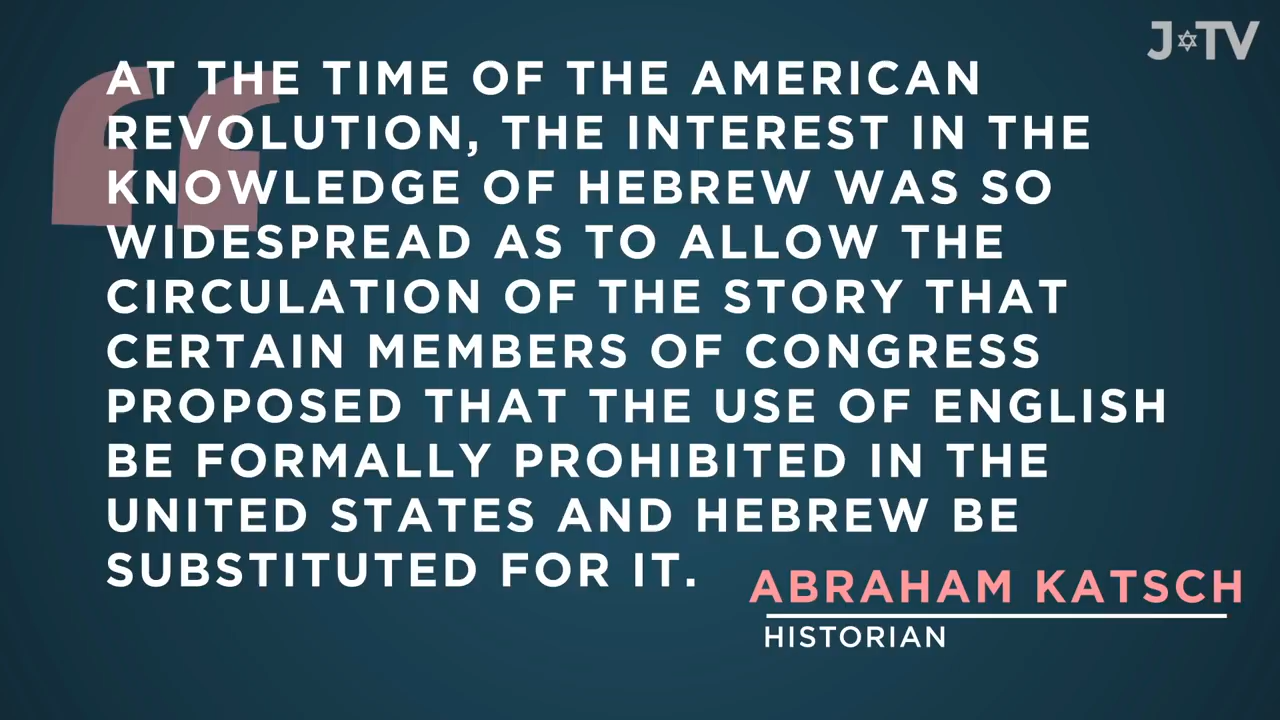 J✡TV
AT THE TIME OF THE AMERICAN
REVOLUTION, THE INTEREST IN THE
KNOWLEDGE OF HEBREW WAS SO
WIDESPREAD AS TO ALLOW THE
CIRCULATION OF THE STORY THAT
CERTAIN MEMBERS OF CONGRESS
PROPOSED THAT THE USE OF ENGLISH
BE FORMALLY PROHIBITED IN THE
UNITED STATES AND HEBREW BE
SUBSTITUTED FOR IT.
ABRAHAM KATSCH
HISTORIAN